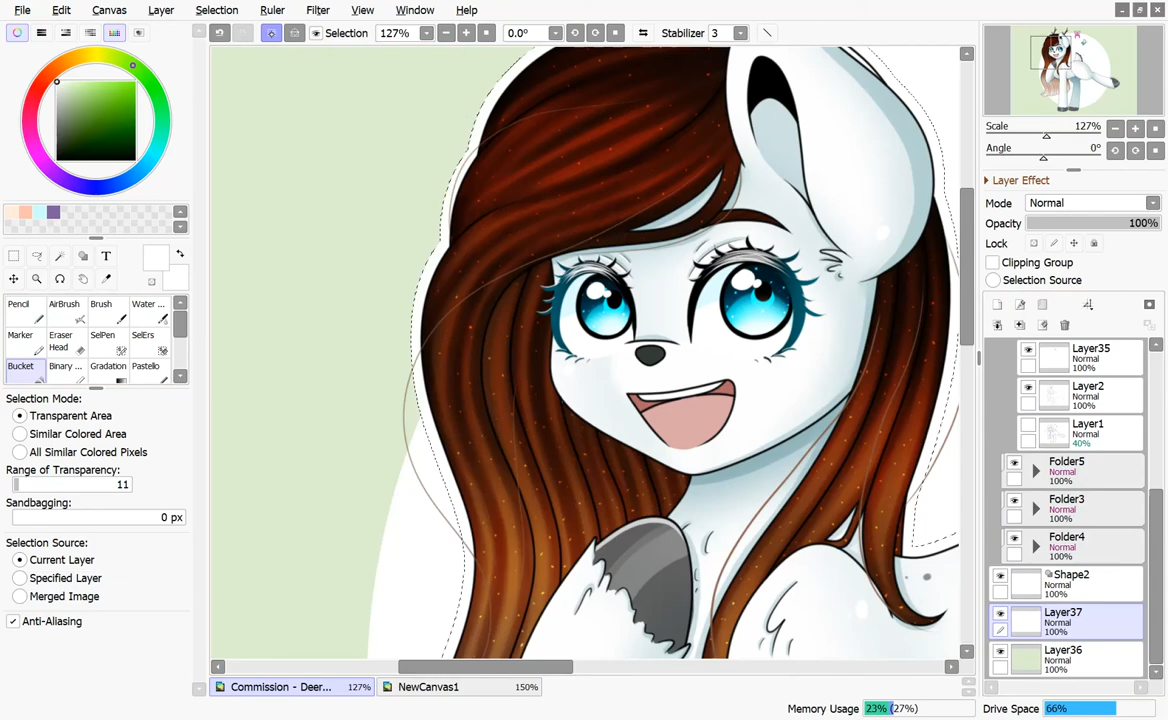 File Edit Canvas Layer Selection Ruler Filter View Window Help
Selection 127% 0.0° Stabilizer 3
Scale 127%
Angle 0°
Layer Effect
Mode Normal
Opacity 100%
Lock
Clipping Group
Selection Source
T
Pencil AirBrush Brush Water ...
Marker Eraser Head SelPen SelErs
Bucket Binary ... Gradation Pastello
Selection Mode:
Transparent Area
Similar Colored Area
All Similar Colored Pixels
Range of Transparency:
11
Sandbagging:
0 px
Selection Source:
Current Layer
Specified Layer
Merged Image
Anti-Aliasing
Layer35
Normal
100%
Layer2
Normal
100%
Layer1
Normal
40%
Folder5
Normal
100%
Folder3
Normal
100%
Folder4
Normal
100%
Shape2
Normal
100%
Layer37
Normal
100%
Layer36
Normal
100%
Commission - Deer... 127% NewCanvas1 150%
Memory Usage 23% (27%) Drive Space 66%